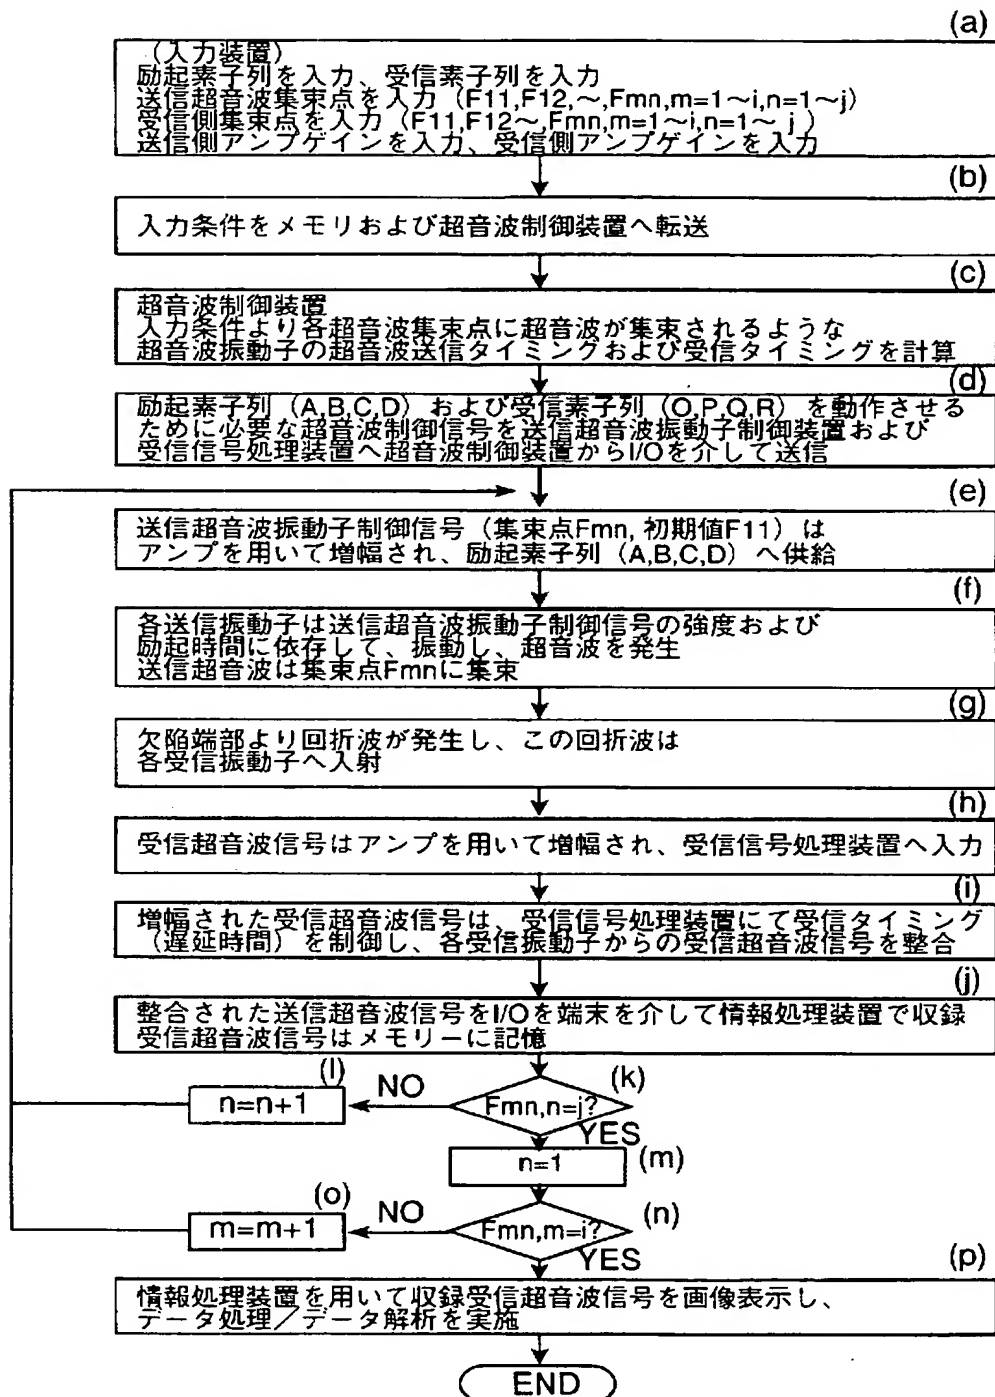 (a)
(入力装置)
励起素子列を入力、受信素子列を入力
送信超音波集束点を入力 (F11,F12,~,Fmn,m=1~i,n=1~j)
受信側集束点を入力 (F11,F12~,Fmn,m=1~i,n=1~ j )
送信側アンプゲインを入力、受信側アンプゲインを入力
(b)
入力条件をメモリおよび超音波制御装置へ転送
(c)
超音波制御装置
入力条件より各超音波集束点に超音波が集束されるような
超音波振動子の超音波送信タイミングおよび受信タイミングを計算
(d)
励起素子列 (A,B,C,D) および受信素子列 (O,P,Q,R) を動作させる
ために必要な超音波制御信号を送信超音波振動子制御装置および
受信信号処理装置へ超音波制御装置からI/Oを介して送信
(e)
送信超音波振動子制御信号 (集束点Fmn, 初期値F11) は
アンプを用いて増幅され、励起素子列 (A,B,C,D) へ供給
(f)
各送信振動子は送信超音波振動子制御信号の強度および
励起時間に依存して、振動し、超音波を発生
送信超音波は集束点Fmnに集束
(g)
欠陥端部より回折波が発生し、この回折波は
各受信振動子へ入射
(h)
受信超音波信号はアンプを用いて増幅され、受信信号処理装置へ入力
(i)
増幅された受信超音波信号は、受信信号処理装置にて受信タイミング
(遅延時間) を制御し、各受信振動子からの受信超音波信号を整合
(j)
整合された送信超音波信号をI/Oを端末を介して情報処理装置で収録
受信超音波信号はメモリーに記憶
(l)
NO
(k)
n=n+1
Fmn,n=j?
YES
n=1
(m)
(o)
NO
(n)
m=m+1
Fmn,m=i?
YES
(p)
情報処理装置を用いて収録受信超音波信号を画像表示し、
データ処理/データ解析を実施
END